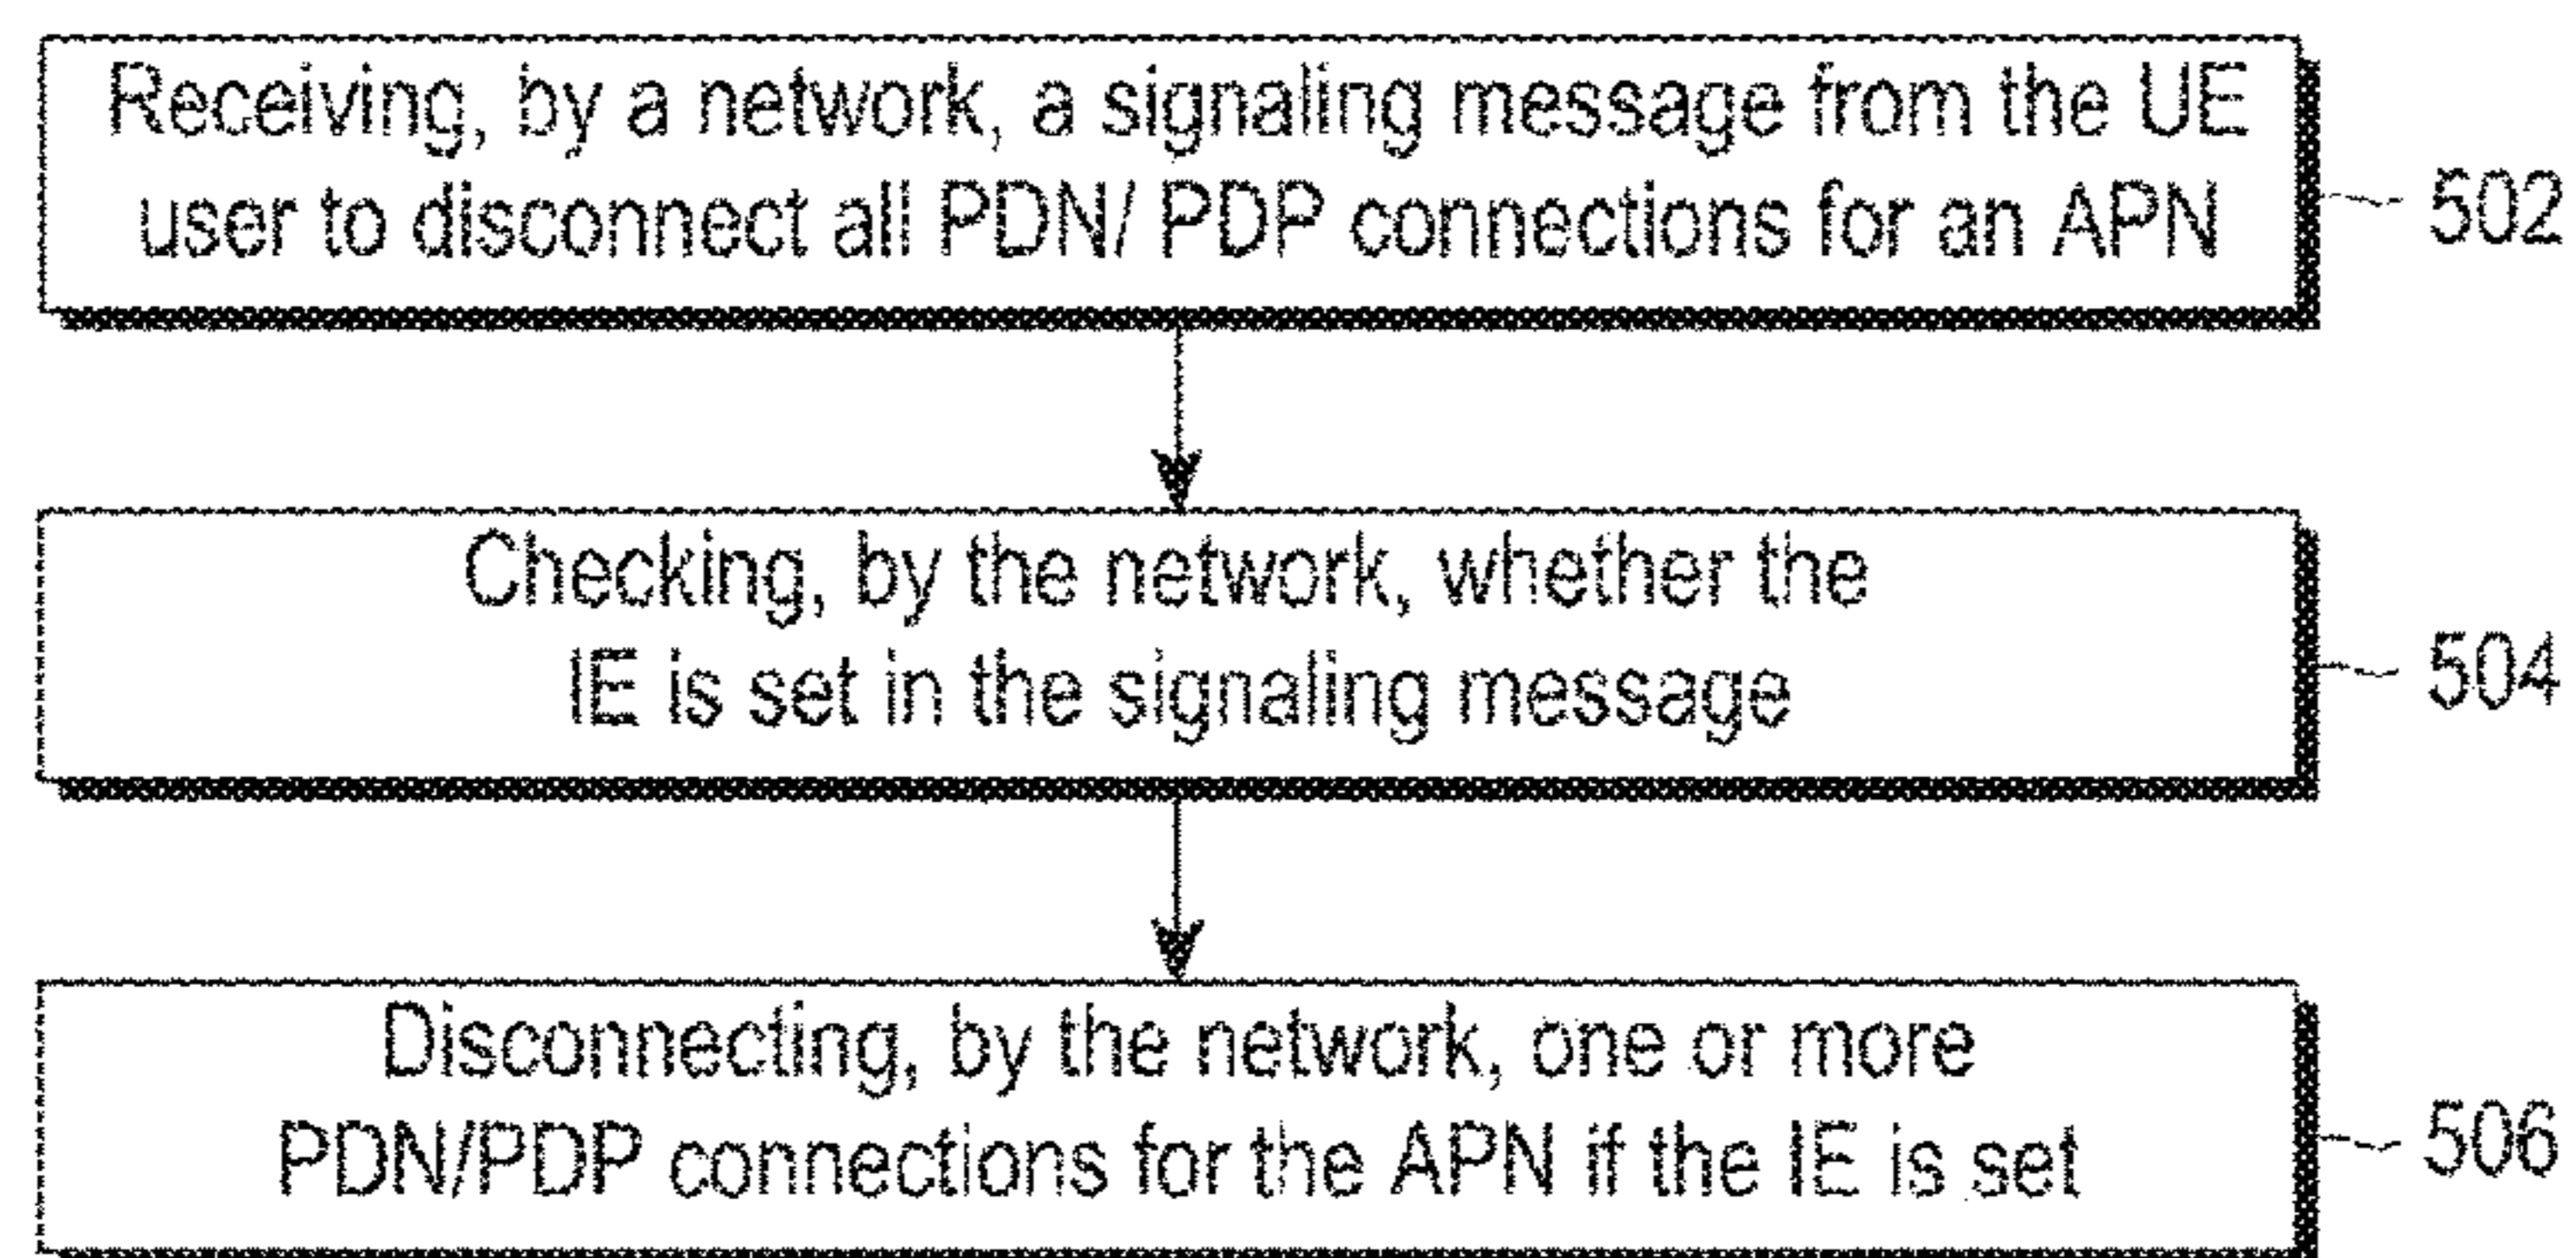 Receiving, by a network, a signaling message from the UE
user to disconnect all PDN/ PDP connections for an APN
502
Checking, by the network, whether the
IE is set in the signaling message
504
Disconnecting, by the network, one or more
PDN/PDP connections for the APN if the IE is set
506